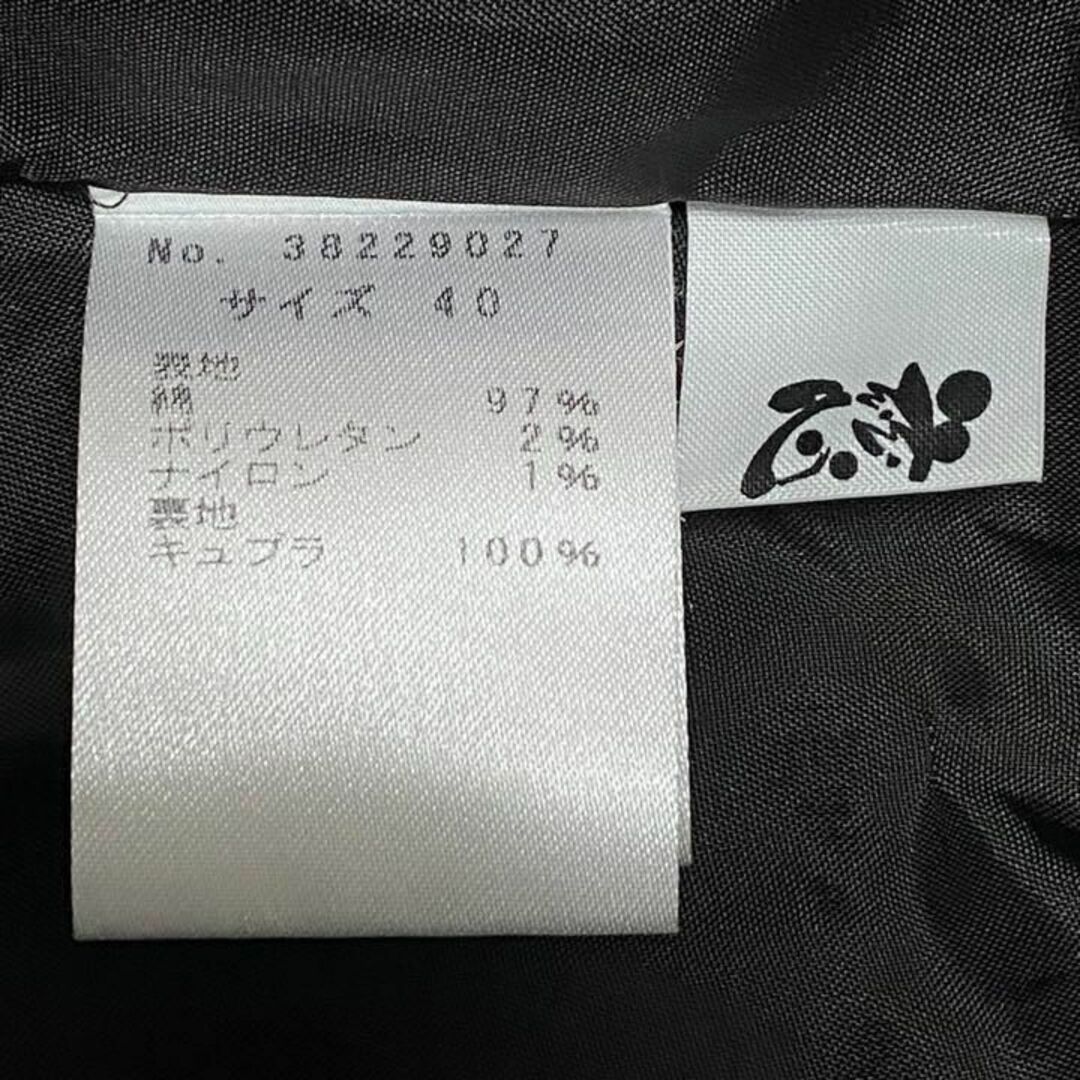 No. 38229027
サイズ 40
表地
綿 97%
ポリウレタン 2%
ナイロン 1%
裏地
キュプラ 100%